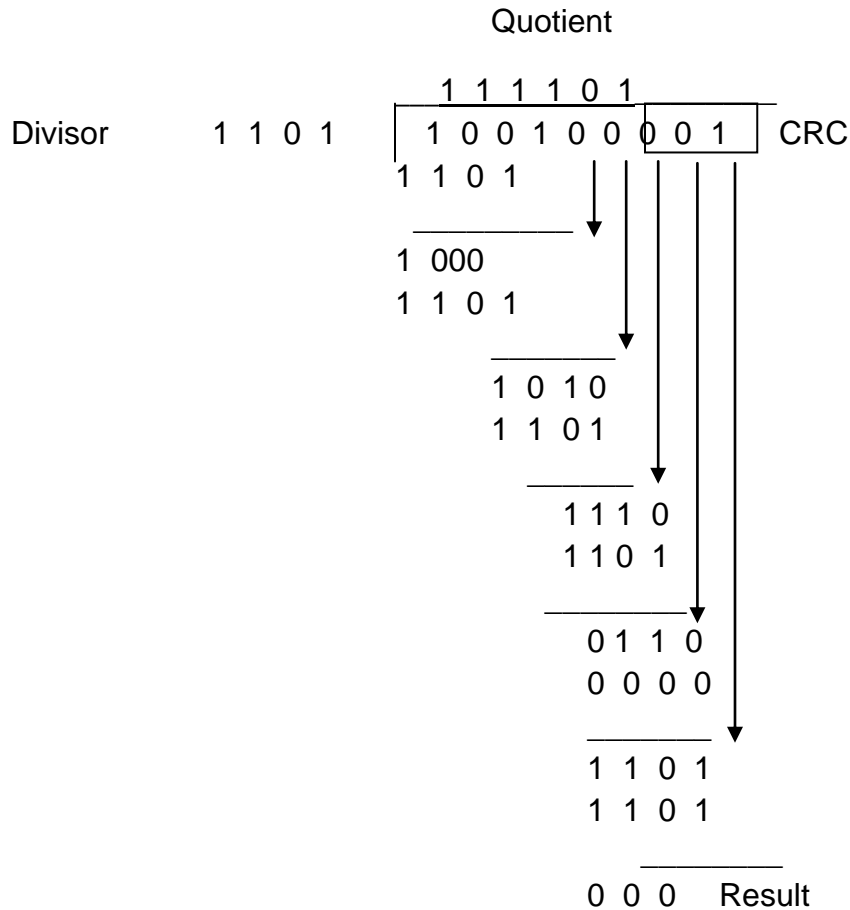 Quotient
1 1 1 1 0 1
Divisor 1 1 0 1 1 0 0 1 0 0 0 0 1 CRC
1 1 0 1
1 000
1 1 0 1
1 0 1 0
1 1 0 1
1 1 1 0
1 1 0 1
0 1 1 0
0 0 0 0
1 1 0 1
1 1 0 1
0 0 0 Result